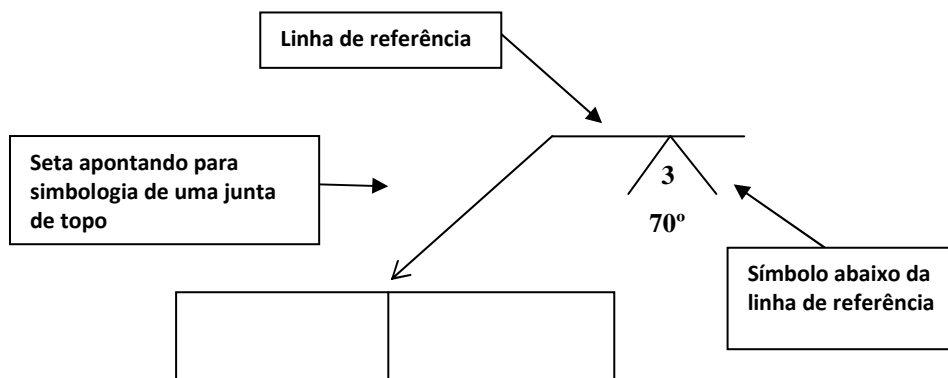 Linha de referência
Seta apontando para
simbologia de uma junta
de topo
3
70º
Símbolo abaixo da
linha de referência